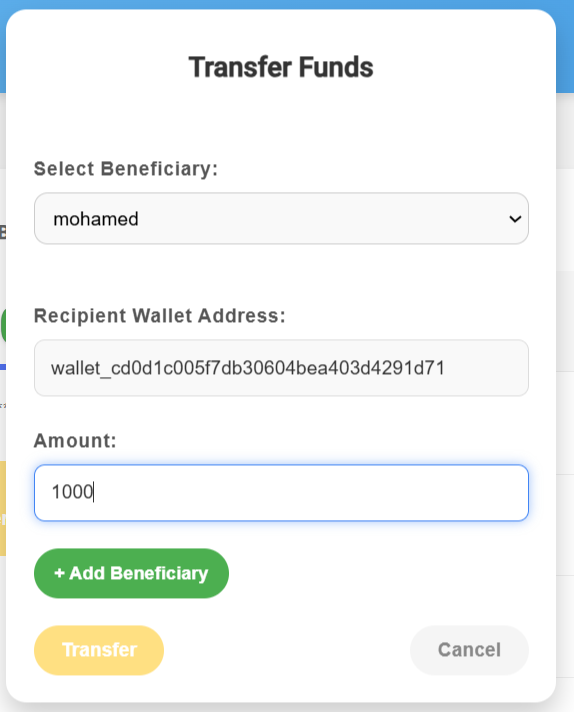 Transfer Funds
Select Beneficiary:
mohamed
Recipient Wallet Address:
wallet_cd0d1c005f7db30604bea403d4291d71
Amount:
1000
+ Add Beneficiary
Transfer
Cancel